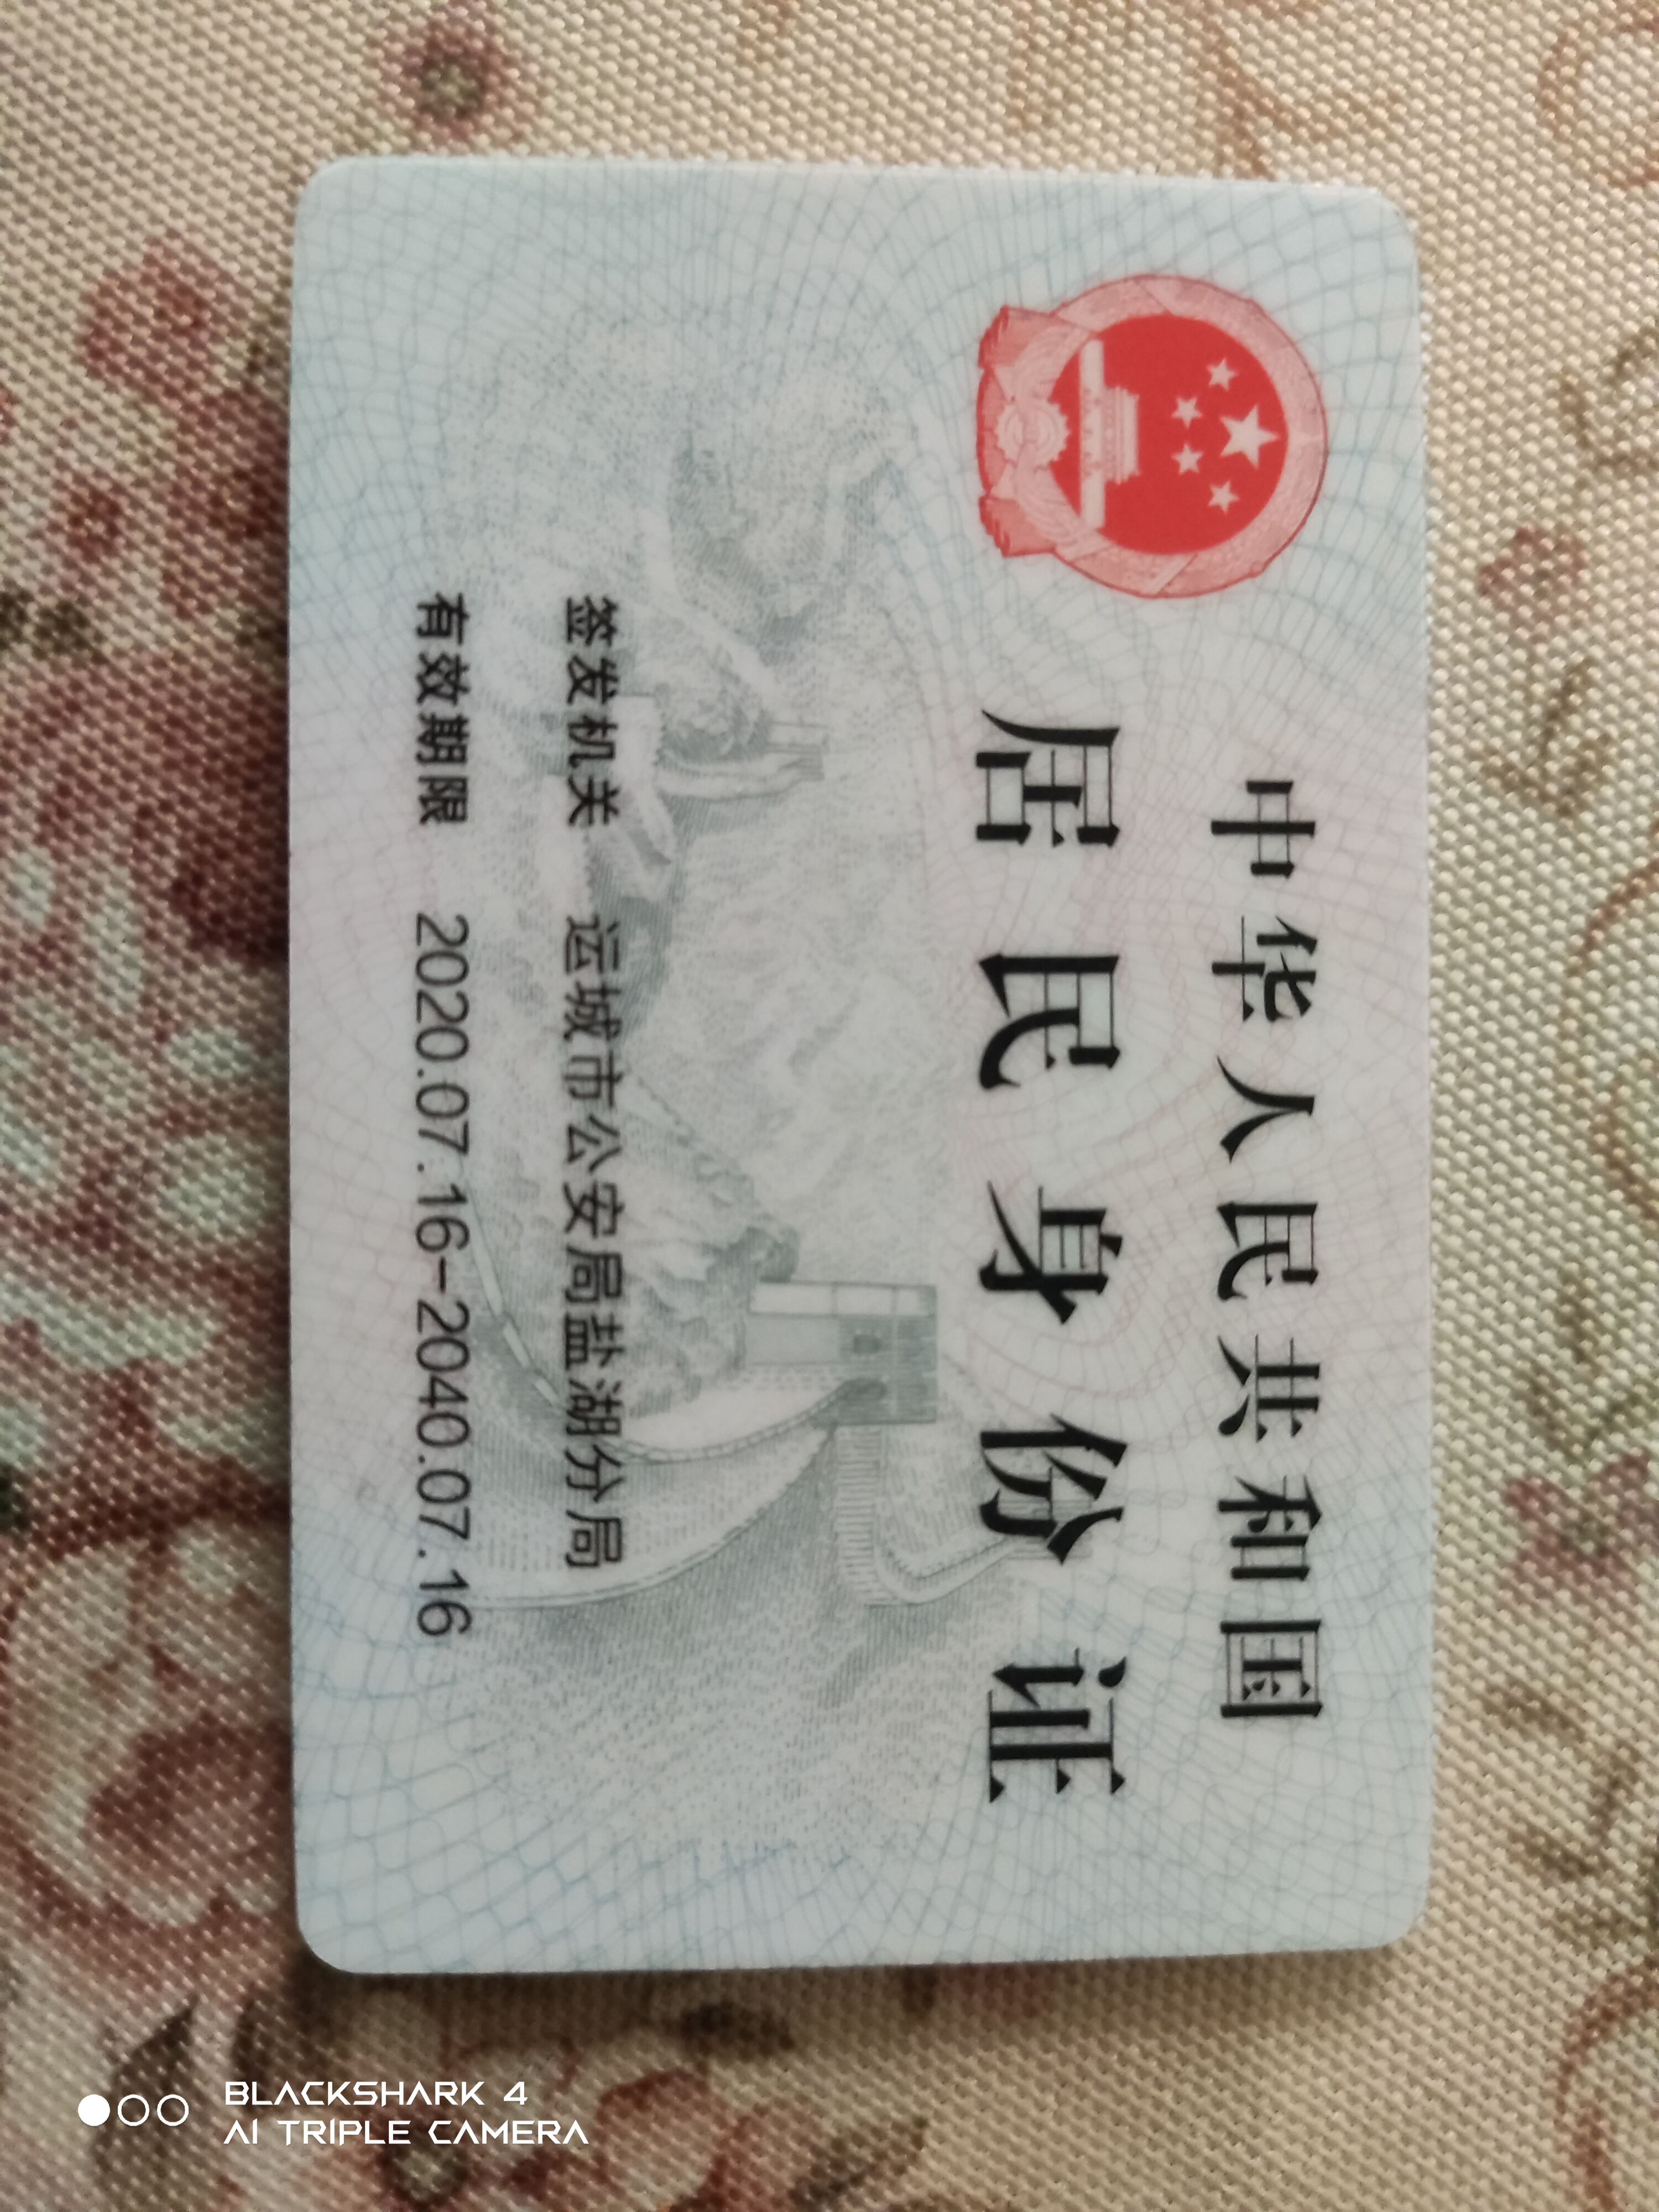 中华人民共和国
居民身份证
签发机关 运城市公安局盐湖分局
有效期限 2020.07.16-2040.07.16
BLACKSHARK 4
AI TRIPLE CAMERA